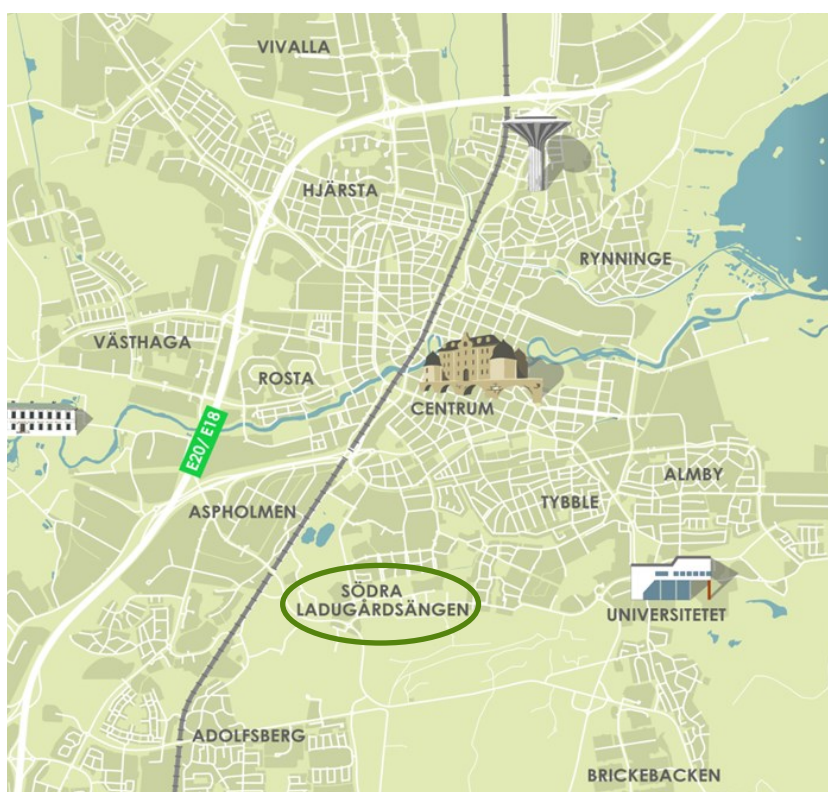 VIVALLA
HJÄRSTA
RYNNINGE
VÄSTHAGA
ROSTA
CENTRUM
E20/E18
ALMBY
TYBBLE
ASPHOLMEN
SÖDRA
LADUGÅRDSÄNGEN
UNIVERSITETET
ADOLFSBERG
BRICKEBACKEN